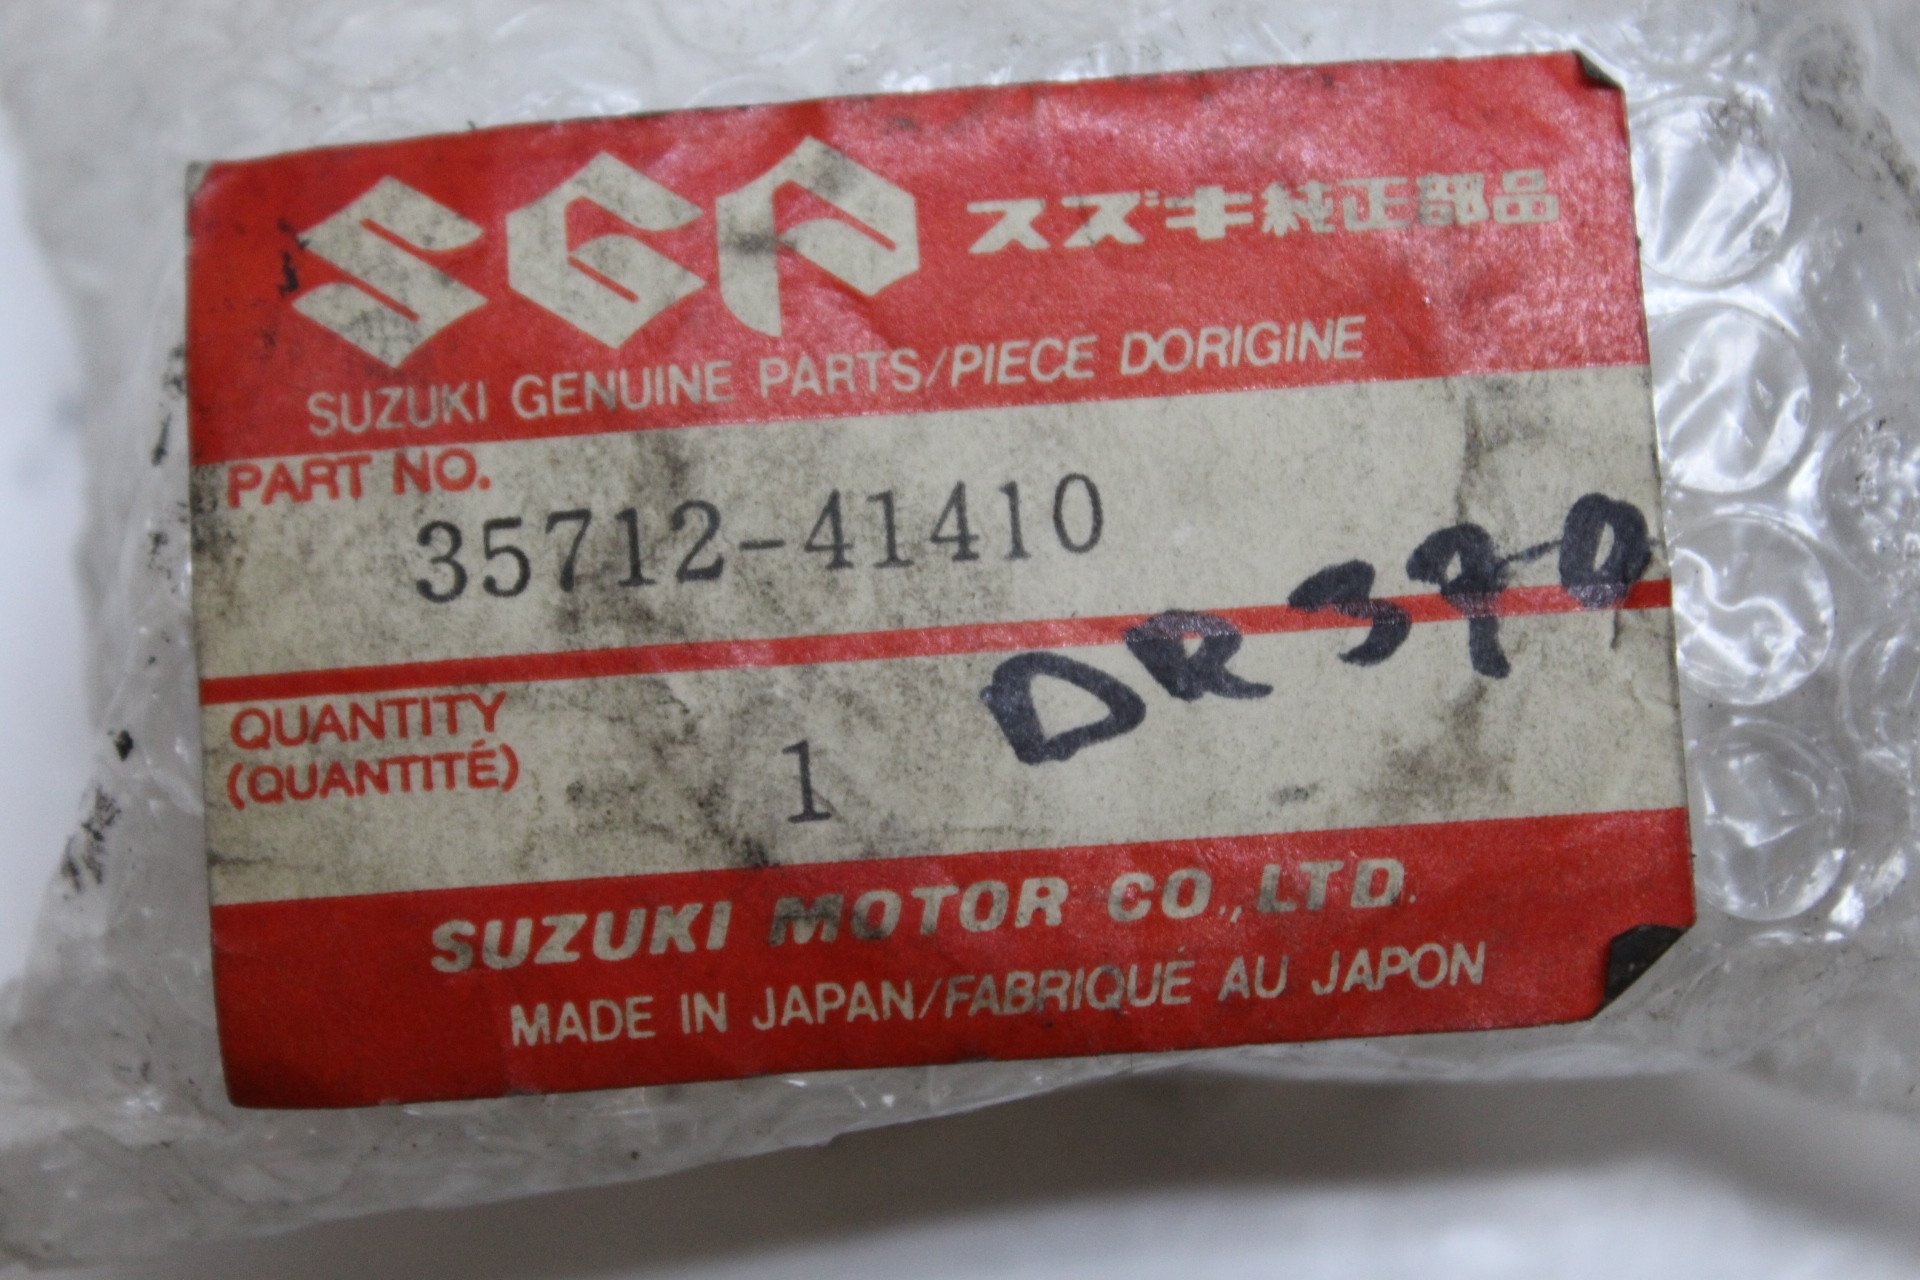 SGP スズキ純正部品
SUZUKI GENUINE PARTS/PIECE DORIGINE
PART NO.
35712-41410
DR 370
QUANTITY
(QUANTITÉ)
1
SUZUKI MOTOR CO.,LTD.
MADE IN JAPAN/FABRIQUÉ AU JAPON